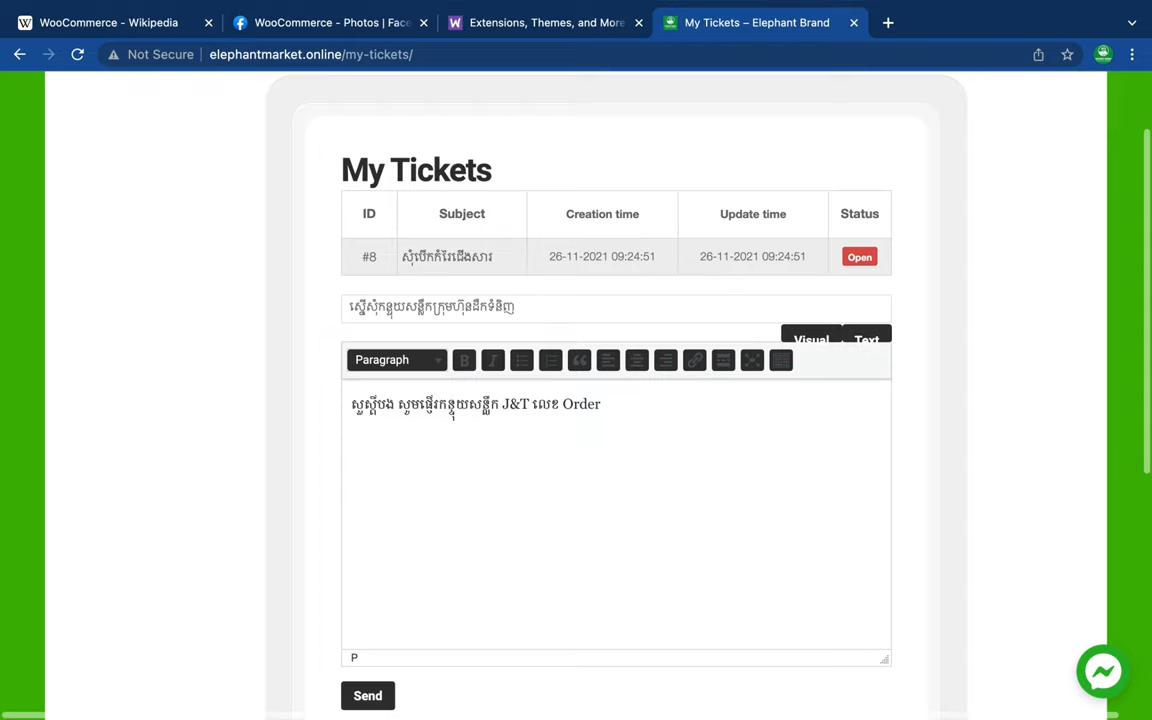 WooCommerce - Wikipedia
WooCommerce - Photos | Face
Extensions, Themes, and More
My Tickets – Elephant Brand
Not Secure
elephantmarket.online/my-tickets/
My Tickets
ID Subject Creation time Update time Status
#8 សុំបើកកំរៃជើងសារ 26-11-2021 09:24:51 26-11-2021 09:24:51 Open
ស្នើសុំកន្ទុយសន្លឹកក្រុមហ៊ុនដឹកទំនិញ
Visual Text
Paragraph
សួស្តីបង សូមផ្ញើរកន្ទុយសន្លឹក J&T លេខ Order
P
Send